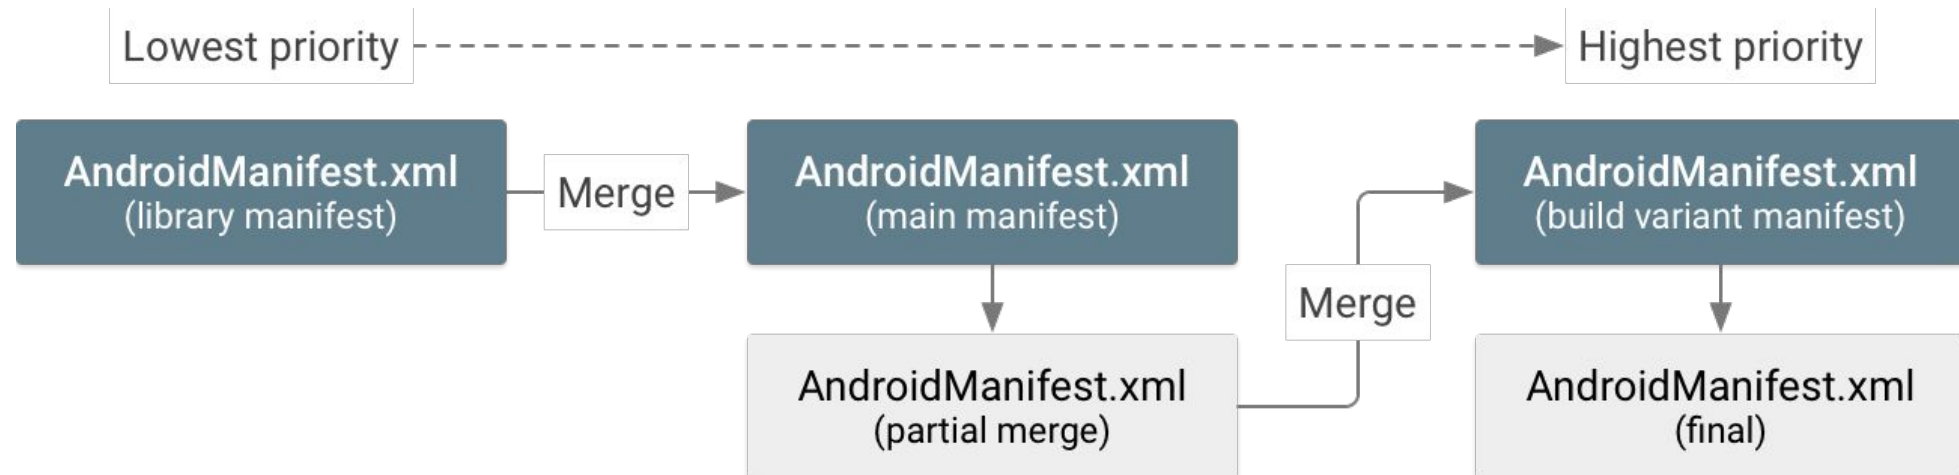 Lowest priority
Highest priority
AndroidManifest.xml
(library manifest)
Merge
AndroidManifest.xml
(main manifest)
AndroidManifest.xml
(build variant manifest)
Merge
AndroidManifest.xml
(partial merge)
AndroidManifest.xml
(final)